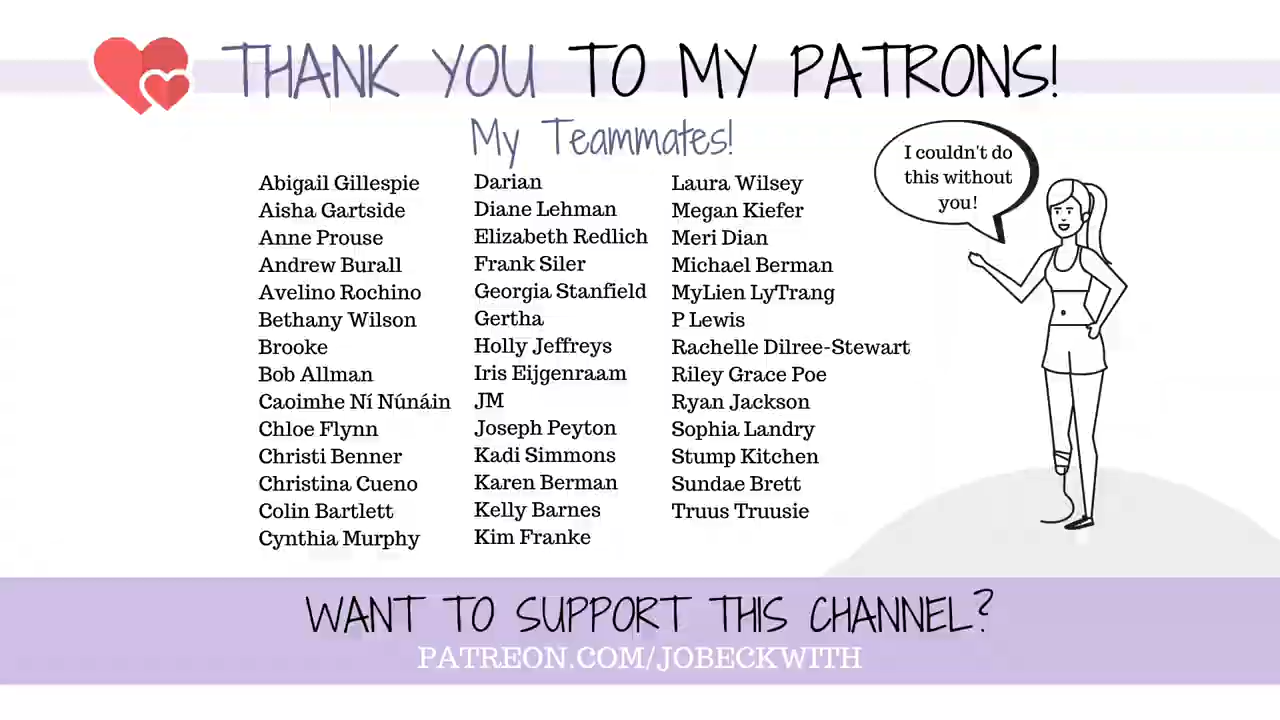 THANK YOU TO MY PATRONS!
My Teammates!
Abigail Gillespie
Aisha Gartside
Anne Prouse
Andrew Burall
Avelino Rochino
Bethany Wilson
Brooke
Bob Allman
Caoimhe Ní Núnáin
Chloe Flynn
Christi Benner
Christina Cueno
Colin Bartlett
Cynthia Murphy
Darian
Diane Lehman
Elizabeth Redlich
Frank Siler
Georgia Stanfield
Gertha
Holly Jeffreys
Iris Eijgenraam
JM
Joseph Peyton
Kadi Simmons
Karen Berman
Kelly Barnes
Kim Franke
Laura Wilsey
Megan Kiefer
Meri Dian
Michael Berman
MyLien LyTrang
P Lewis
Rachelle Dilree-Stewart
Riley Grace Poe
Ryan Jackson
Sophia Landry
Stump Kitchen
Sundae Brett
Truus Truusie
I couldn't do
this without
you!
WANT TO SUPPORT THIS CHANNEL?
PATREON.COM/JOBECKWITH